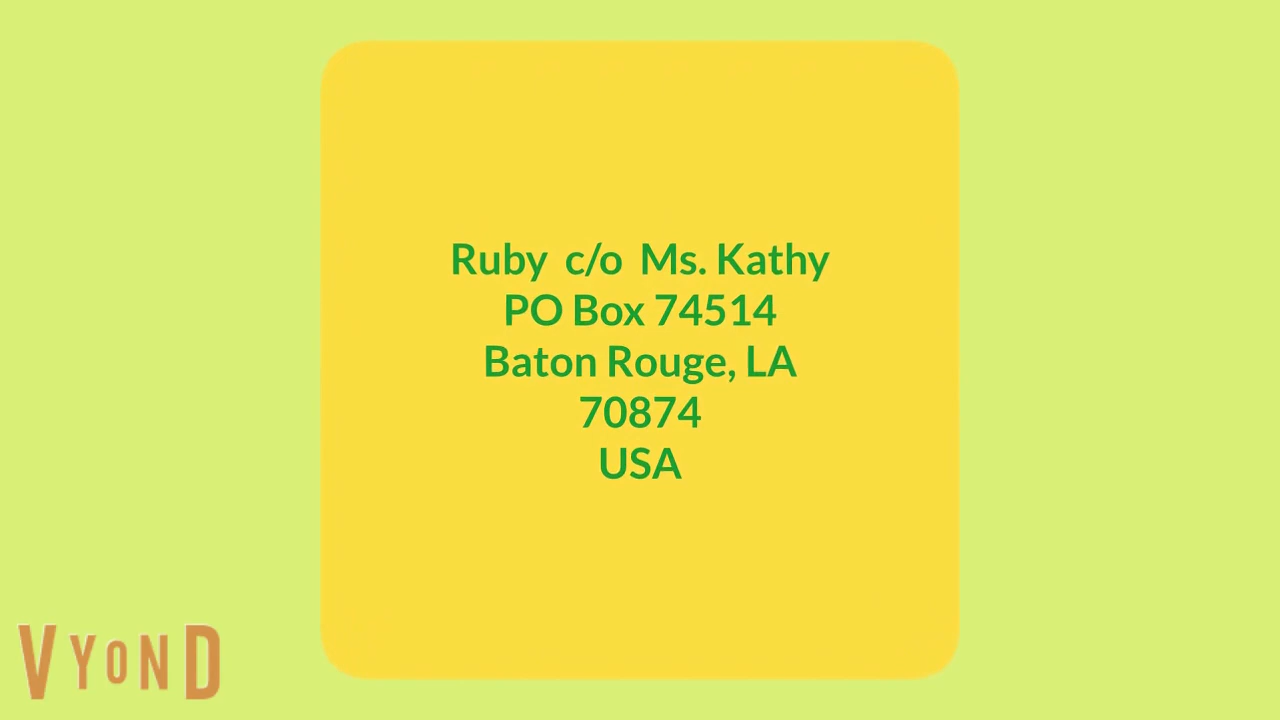 Ruby c/o Ms. Kathy
PO Box 74514
Baton Rouge, LA
70874
USA
VYOND